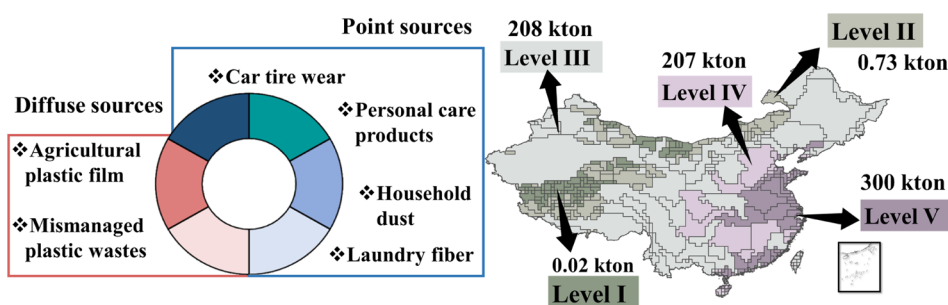 Point sources
Diffuse sources
❖Car tire wear
❖Personal care
products
❖Household
dust
❖Laundry fiber
❖Agricultural
plastic film
❖Mismanaged
plastic wastes
208 kton
Level III
207 kton
Level IV
Level II
0.73 kton
300 kton
Level V
0.02 kton
Level I